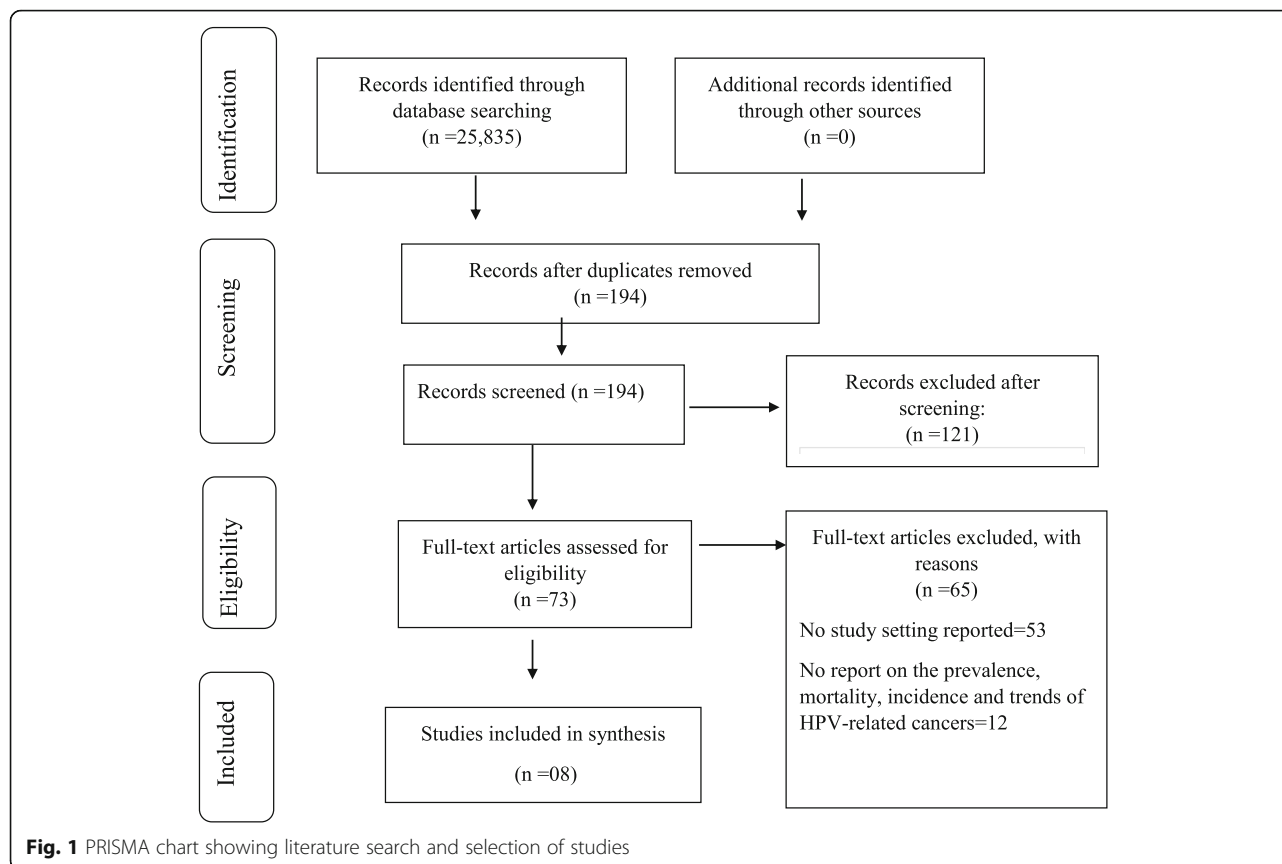 Identification
Records identified through
database searching
(n =25,835)
Additional records identified
through other sources
(n =0)
Screening
Records after duplicates removed
(n =194)
Records screened (n =194)
Records excluded after
screening:
(n =121)
Eligibility
Full-text articles assessed for
eligibility
(n =73)
Full-text articles excluded, with
reasons
(n =65)
No study setting reported=53
No report on the prevalence,
mortality, incidence and trends of
HPV-related cancers=12
Included
Studies included in synthesis
(n =08)
Fig. 1 PRISMA chart showing literature search and selection of studies